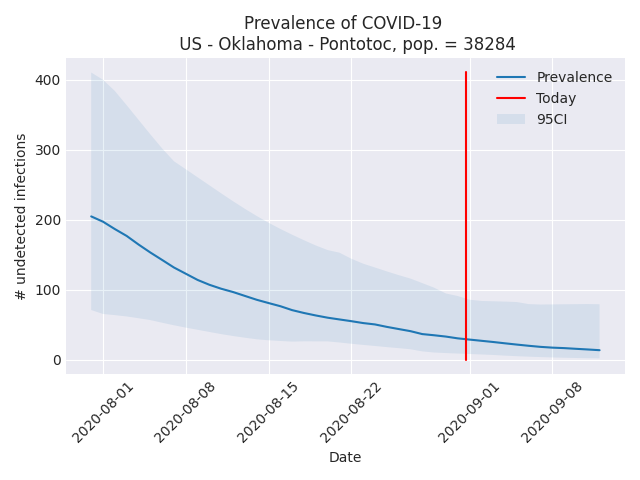 Prevalence of COVID-19
US - Oklahoma - Pontotoc, pop. = 38284
Prevalence
Today
95CI
# undetected infections
400
300
200
100
0
2020-08-01
2020-08-08
2020-08-15
2020-08-22
2020-09-01
2020-09-08
Date